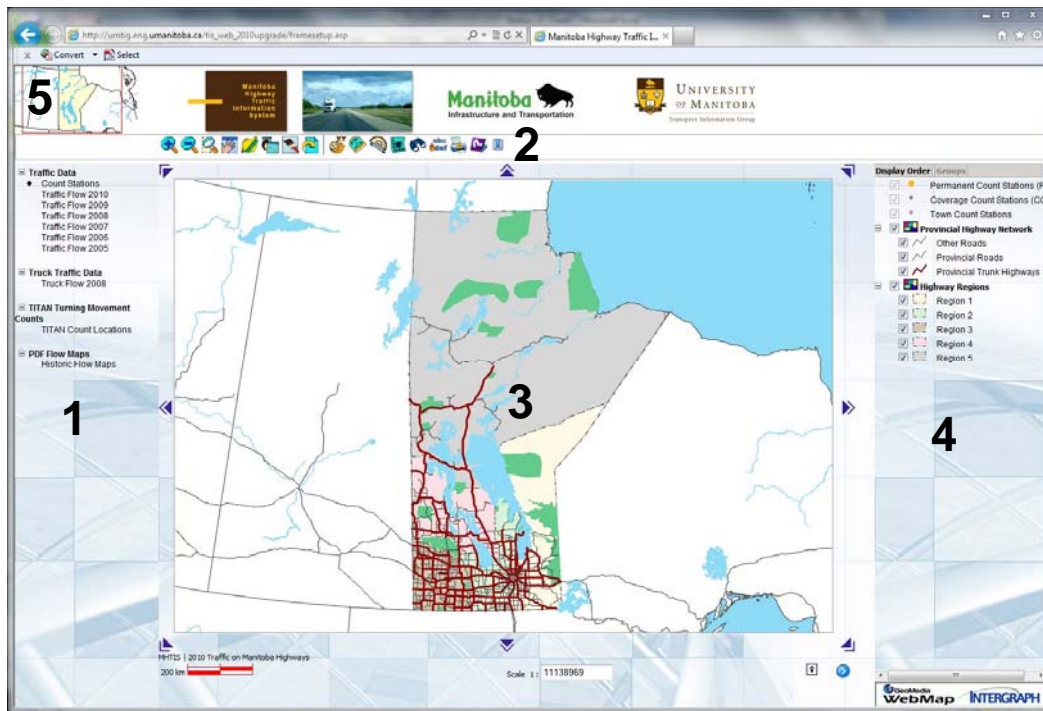 http://umtig.eng.umanitoba.ca/tis_web_2010upgrade/framesetup.asp
Manitoba Highway Traffic I...
x Convert Select
5
Manitoba
Highway
Traffic
Information
System
Manitoba
Infrastructure and Transportation
UNIVERSITY
OF MANITOBA
Transport Information Group
2
Traffic Data
Count Stations
Traffic Flow 2010
Traffic Flow 2009
Traffic Flow 2008
Traffic Flow 2007
Traffic Flow 2006
Traffic Flow 2005
Truck Traffic Data
Truck Flow 2008
TITAN Turning Movement
Counts
TITAN Count Locations
PDF Flow Maps
Historic Flow Maps
1
3
Display Order Groups
Permanent Count Stations (P
Coverage Count Stations (CC
Town Count Stations
Provincial Highway Network
Other Roads
Provincial Roads
Provincial Trunk Highways
Highway Regions
Region 1
Region 2
Region 3
Region 4
Region 5
4
MHTIS | 2010 Traffic on Manitoba Highways
200 km
Scale 1: 11138969
GeoMedia
WebMap INTERGRAPH